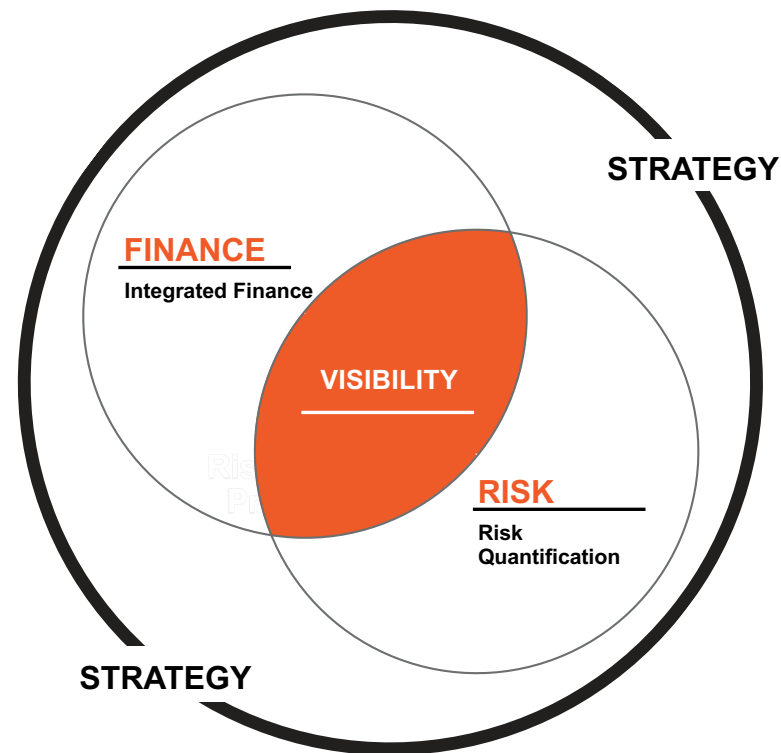 STRATEGY
FINANCE
Integrated Finance
VISIBILITY
RISK
Risk
Quantification
STRATEGY